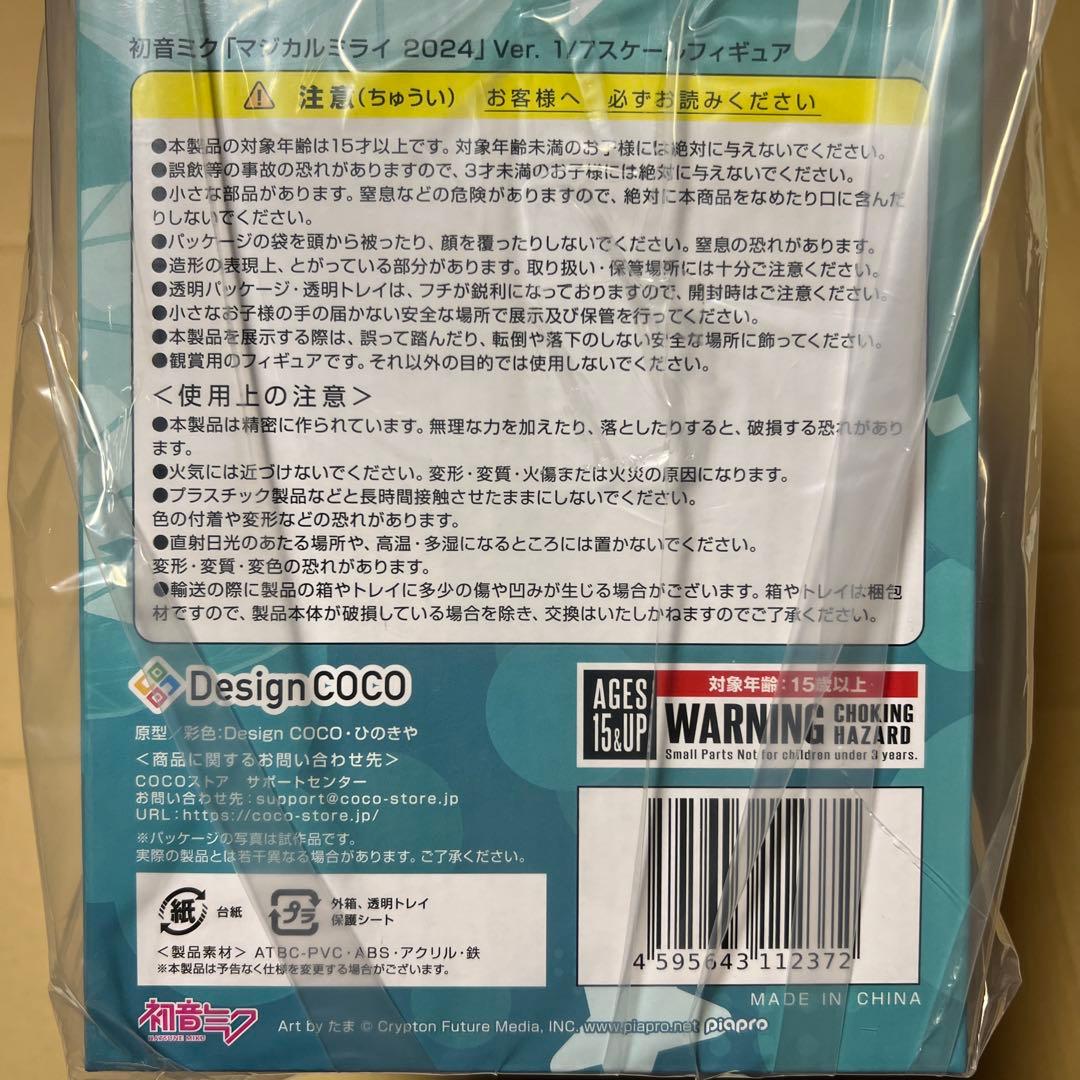 初音ミク「マジカルミライ 2024」Ver. 1/7スケールフィギュア
注意(ちゅうい) お客様へ 必ずお読みください
●本製品の対象年齢は15才以上です。対象年齢未満のお子様には絶対に与えないでください。
●誤飲等の事故の恐れがありますので、3才未満のお子様には絶対に与えないでください。
●小さな部品があります。窒息などの危険がありますので、絶対に本商品をなめたり口に含んだ
りしないでください。
●パッケージの袋を頭から被ったり、顔を覆ったりしないでください。窒息の恐れがあります。
●造形の表現上、とがっている部分があります。取り扱い・保管場所には十分ご注意ください。
●透明パッケージ・透明トレイは、フチが鋭利になっておりますので、開封時はご注意ください。
●小さなお子様の手の届かない安全な場所で展示及び保管を行ってください。
●本製品を展示する際は、誤って踏んだり、転倒や落下のしない安全な場所に飾ってください。
●観賞用のフィギュアです。それ以外の目的では使用しないでください。
＜使用上の注意＞
●本製品は精密に作られています。無理な力を加えたり、落としたりすると、破損する恐れがあり
ます。
●火気には近づけないでください。変形・変質・火傷または火災の原因になります。
●プラスチック製品などと長時間接触させたままにしないでください。
色の付着や変形などの恐れがあります。
●直射日光のあたる場所や、高温・多湿になるところには置かないでください。
変形・変質・変色の恐れがあります。
●輸送の際に製品の箱やトレイに多少の傷や凹みが生じる場合がございます。箱やトレイは梱包
材ですので、製品本体が破損している場合を除き、交換はいたしかねますのでご了承ください。
Design COCO
原型／彩色:Design COCO・ひのきや
＜商品に関するお問い合わせ先＞
COCOストア サポートセンター
お問い合わせ先:support@coco-store.jp
URL:https://coco-store.jp/
※パッケージの写真は試作品です。
実際の製品とは若干異なる場合があります。ご了承ください。
紙 台紙
プラ 外箱、透明トレイ
保護シート
＜製品素材＞ ATBC-PVC・ABS・アクリル・鉄
※本製品は予告なく仕様を変更する場合がございます。
AGES
15&UP
対象年齢:15歳以上
WARNING CHOKING
HAZARD
Small Parts Not for children under 3 years.
4 595643 112372
MADE IN CHINA
初音ミク
HATSUNE MIKU
Art by たま © Crypton Future Media, INC. www.piapro.net piapro